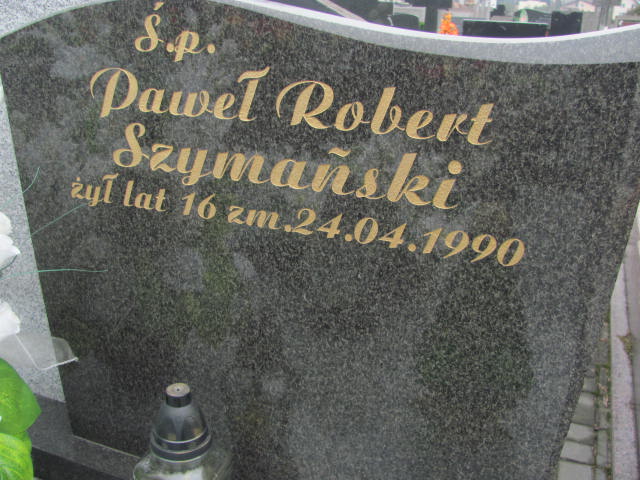 Ś.p.
Paweł Robert
Szymański
żył lat 16 zm.24.04.1990